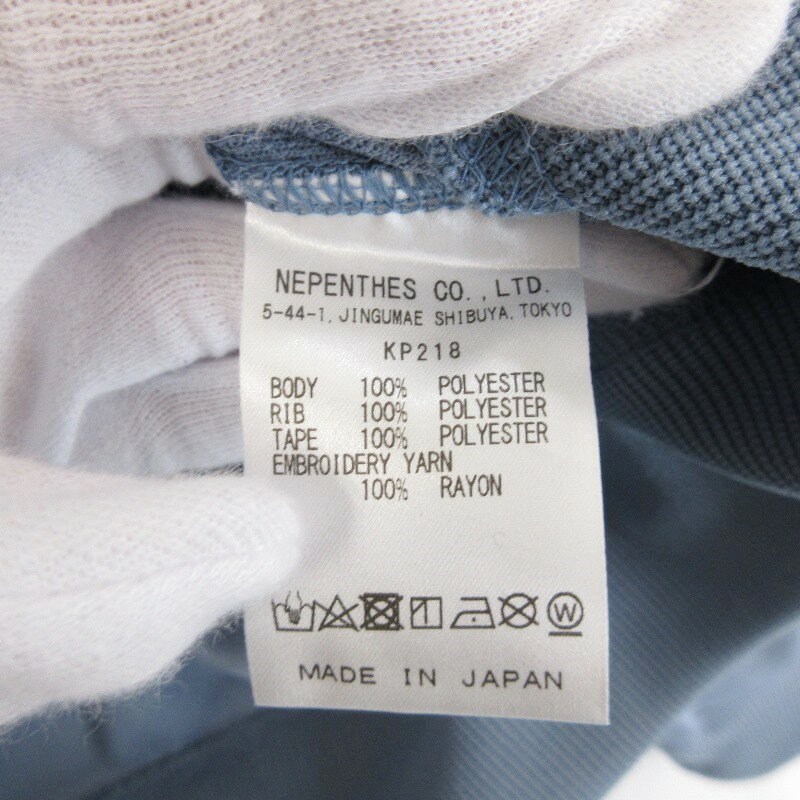 NEPENTHES CO., LTD.
5-44-1, JINGUMAE SHIBUYA, TOKYO
KP218
BODY 100% POLYESTER
RIB 100% POLYESTER
TAPE 100% POLYESTER
EMBROIDERY YARN
100% RAYON
W
MADE IN JAPAN